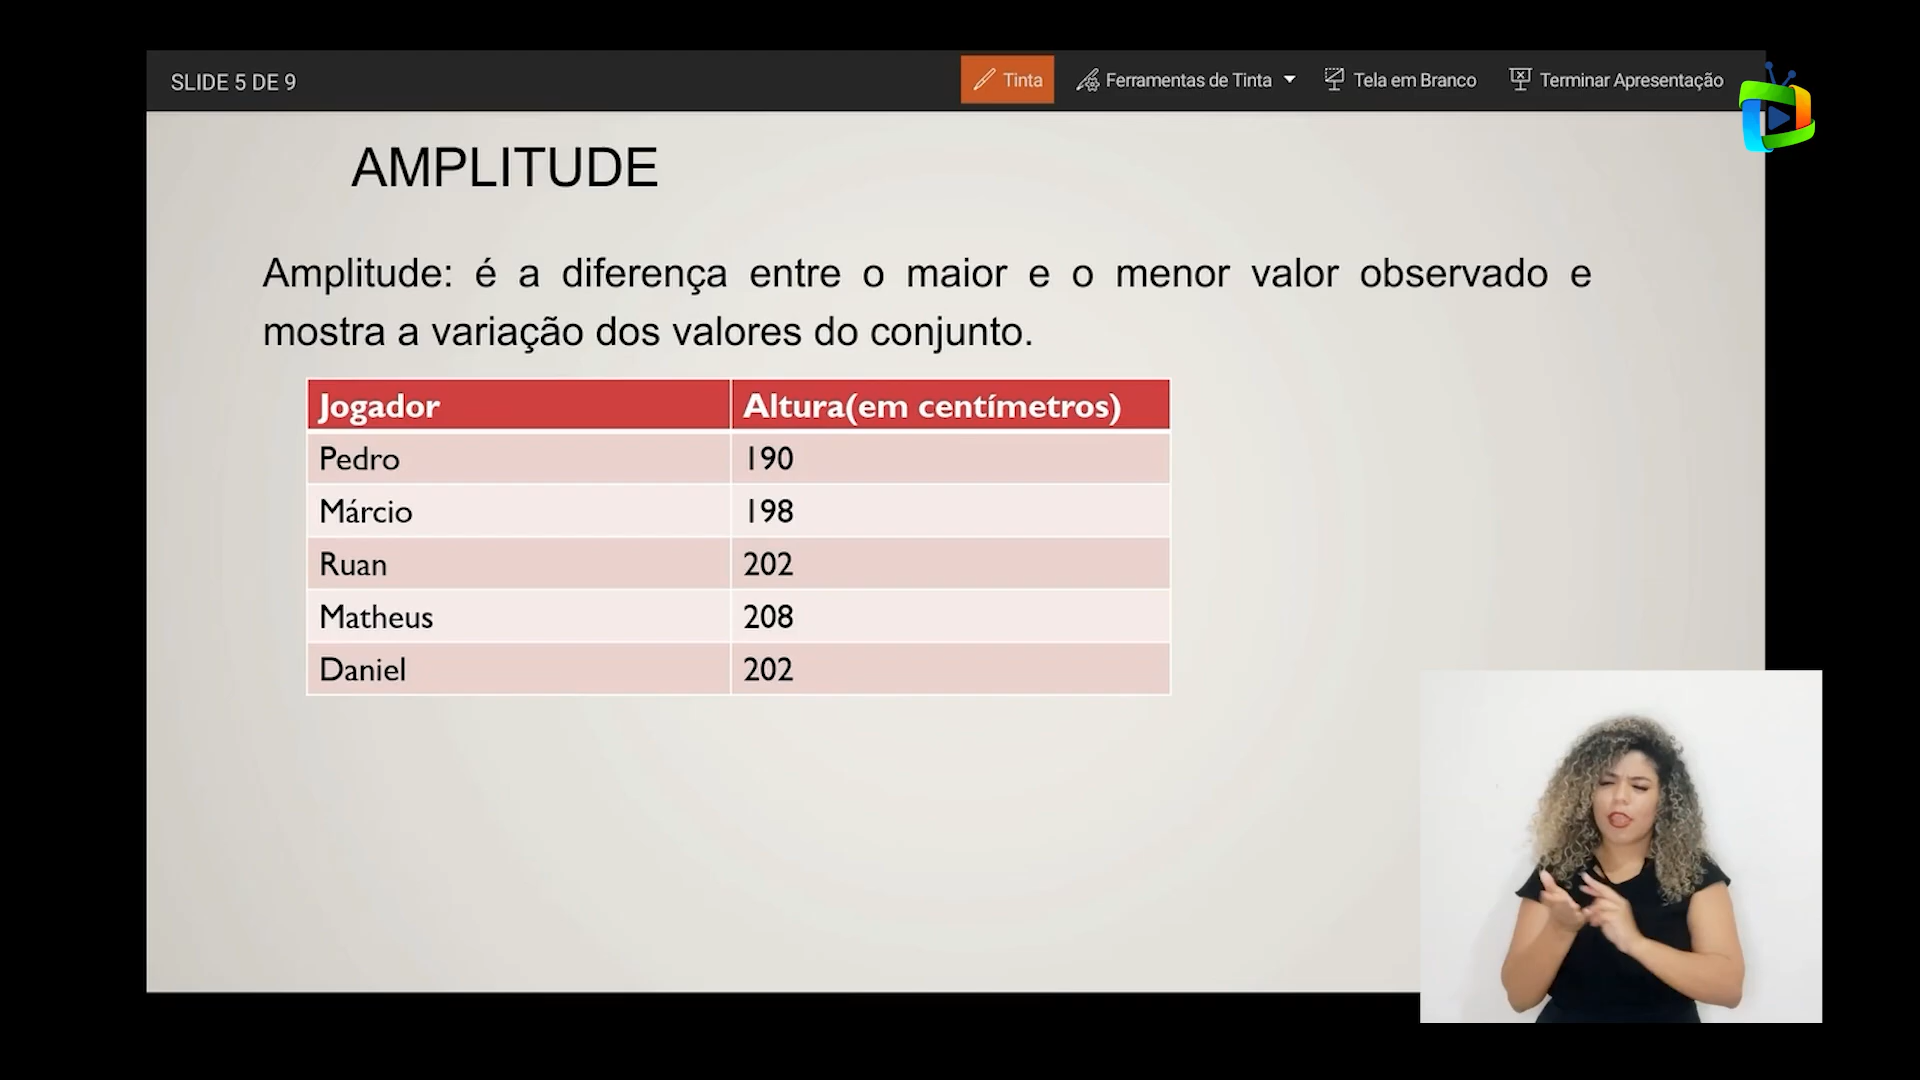 SLIDE 5 DE 9
Tinta
Ferramentas de Tinta
Tela em Branco
Terminar Apresentação
AMPLITUDE
Amplitude: é a diferença entre o maior e o menor valor observado e
mostra a variação dos valores do conjunto.
Jogador Altura(em centímetros)
Pedro 190
Márcio 198
Ruan 202
Matheus 208
Daniel 202